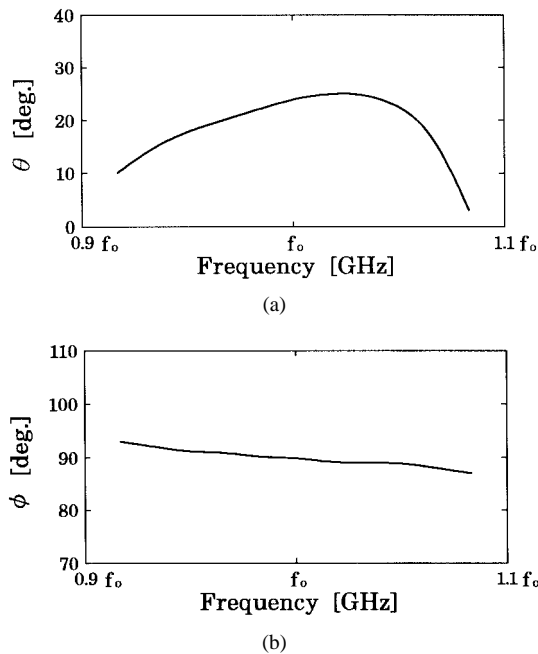 40
30
20
10
0
θ [deg.]
0.9 fₒ
fₒ
1.1 fₒ
Frequency [GHz]
(a)
110
100
90
80
70
ϕ [deg.]
0.9 fₒ
fₒ
1.1 fₒ
Frequency [GHz]
(b)